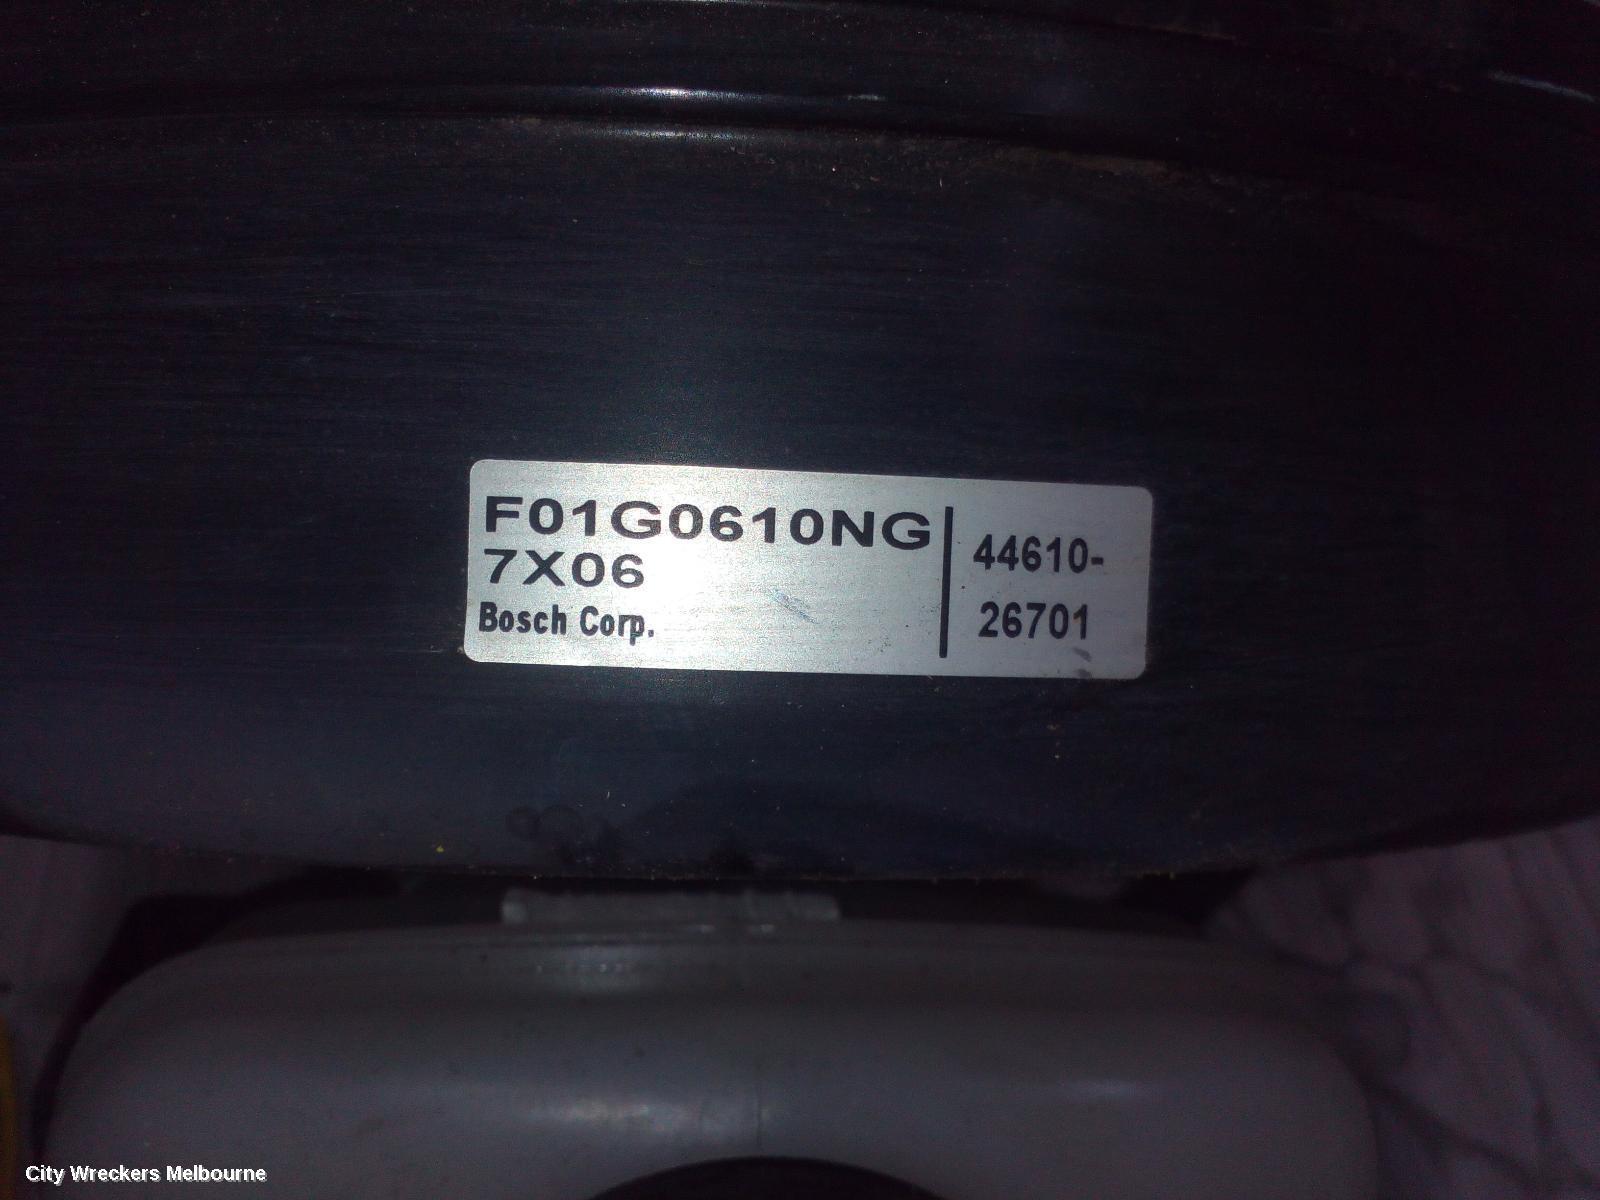 F01G0610NG
7X06
Bosch Corp.
44610-
26701
City Wreckers Melbourne